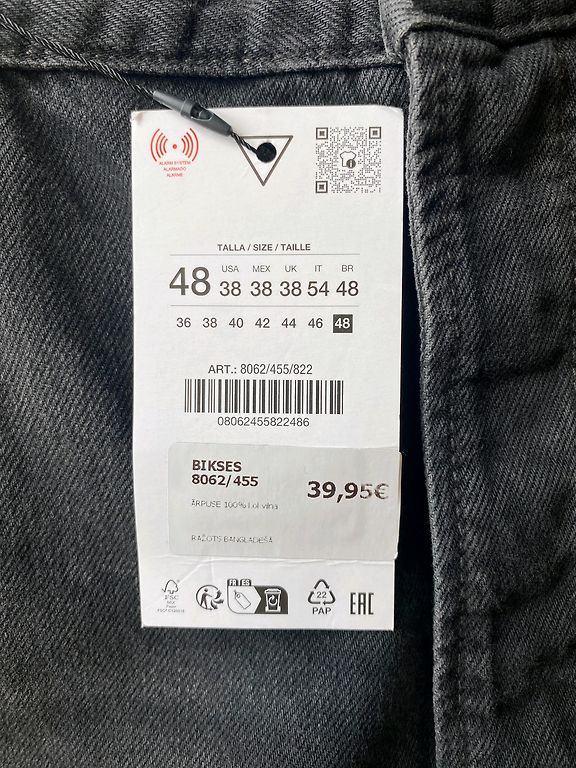 ALARM SYSTEM
ALARMADO
ALARME
TALLA / SIZE / TAILLE
48 USA MEX UK IT BR
38 38 38 54 48
36 38 40 42 44 46 48
ART.: 8062/455/822
08062455822486
BIKSES
8062/455
39,95€
ĀRPUSE 100% kokvilna
RAŽOTS BANGLADEŠĀ
FSC
MIX
Paper
FR ES
22
PAP
EAC